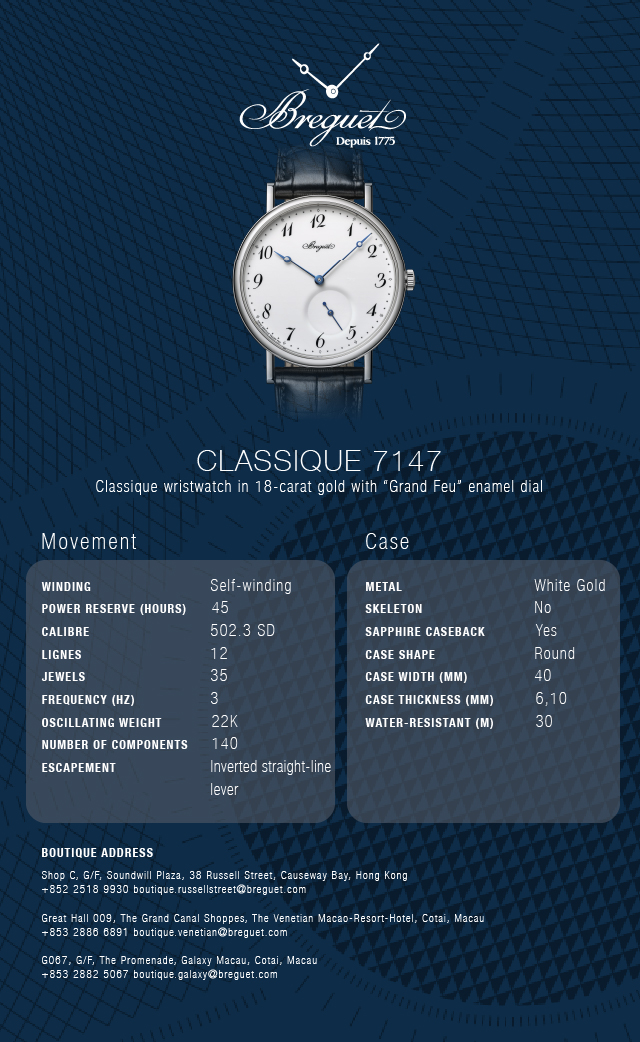 Breguet
Depuis 1775
11 12 1
10 Breguet 2
9 3
8 4
7 6 5
CLASSIQUE 7147
Classique wristwatch in 18-carat gold with “Grand Feu” enamel dial
Movement
WINDING Self-winding
POWER RESERVE (HOURS) 45
CALIBRE 502.3 SD
LIGNES 12
JEWELS 35
FREQUENCY (HZ) 3
OSCILLATING WEIGHT 22K
NUMBER OF COMPONENTS 140
ESCAPEMENT Inverted straight-line
lever
Case
METAL White Gold
SKELETON No
SAPPHIRE CASEBACK Yes
CASE SHAPE Round
CASE WIDTH (MM) 40
CASE THICKNESS (MM) 6,10
WATER-RESISTANT (M) 30
BOUTIQUE ADDRESS
Shop C, G/F, Soundwill Plaza, 38 Russell Street, Causeway Bay, Hong Kong
+852 2518 9930 boutique.russellstreet@breguet.com
Great Hall 009, The Grand Canal Shoppes, The Venetian Macao-Resort-Hotel, Cotai, Macau
+853 2886 6891 boutique.venetian@breguet.com
G067, G/F, The Promenade, Galaxy Macau, Cotai, Macau
+853 2882 5067 boutique.galaxy@breguet.com